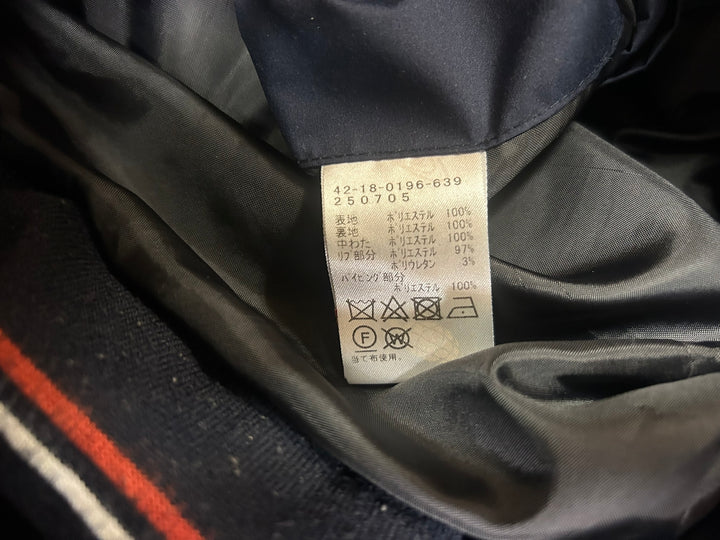 42-18-0196-639
250705
表地 ポリエステル 100%
裏地 ポリエステル 100%
中わた ポリエステル 100%
リブ部分 ポリエステル 97%
ポリウレタン 3%
パイピング部分
ポリエステル 100%
F W
当て布使用。